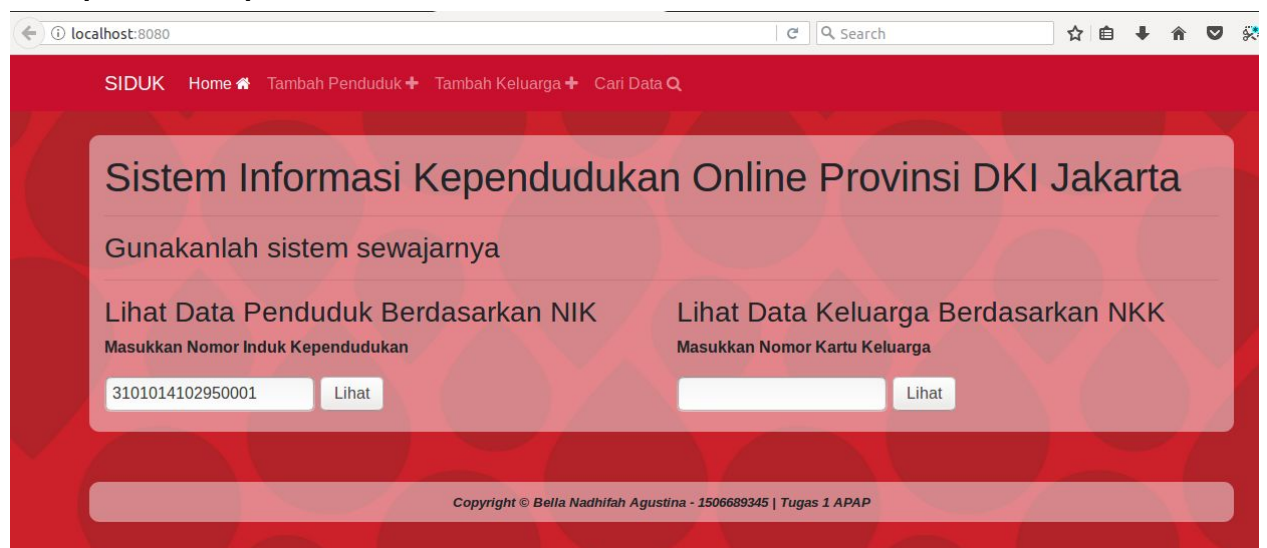 localhost:8080
Search
SIDUK Home Tambah Penduduk Tambah Keluarga Cari Data
Sistem Informasi Kependudukan Online Provinsi DKI Jakarta
Gunakanlah sistem sewajarnya
Lihat Data Penduduk Berdasarkan NIK
Masukkan Nomor Induk Kependudukan
3101014102950001 Lihat
Lihat Data Keluarga Berdasarkan NKK
Masukkan Nomor Kartu Keluarga
Lihat
Copyright © Bella Nadhifah Agustina - 1506689345 | Tugas 1 APAP